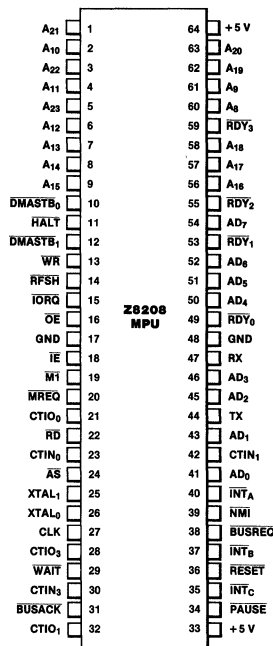 A21 1 64 +5 V
A10 2 63 A20
A22 3 62 A19
A11 4 61 A9
A23 5 60 A8
A12 6 59 RDY3
A13 7 58 A18
A14 8 57 A17
A15 9 56 A16
DMASTB0 10 55 RDY2
HALT 11 54 AD7
DMASTB1 12 53 RDY1
WR 13 52 AD6
RFSH 14 51 AD5
IORQ 15 50 AD4
OE 16 49 RDY0
Z8208
MPU
GND 17 48 GND
IE 18 47 RX
M1 19 46 AD3
MREQ 20 45 AD2
CTIO0 21 44 TX
RD 22 43 AD1
CTIN0 23 42 CTIN1
AS 24 41 AD0
XTAL1 25 40 INTA
XTAL0 26 39 NMI
CLK 27 38 BUSREQ
CTIO3 28 37 INTB
WAIT 29 36 RESET
CTIN3 30 35 INTC
BUSACK 31 34 PAUSE
CTIO1 32 33 +5 V